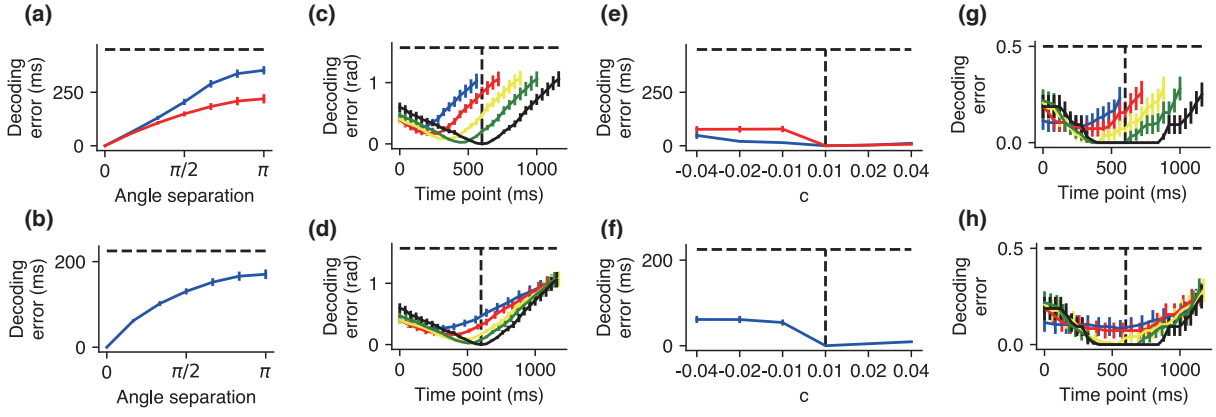 (a)
Decoding
error (ms)
250
0
0
π/2
π
Angle separation
(c)
Decoding
error (rad)
1
0
0
500
1000
Time point (ms)
(e)
Decoding
error (ms)
250
0
-0.04
-0.02
-0.01
0.01
0.02
0.04
c
(g)
Decoding
error
0.5
0.0
0
500
1000
Time point (ms)
(b)
Decoding
error (ms)
200
0
0
π/2
π
Angle separation
(d)
Decoding
error (rad)
1
0
0
500
1000
Time point (ms)
(f)
Decoding
error (ms)
200
0
-0.04
-0.02
-0.01
0.01
0.02
0.04
c
(h)
Decoding
error
0.5
0.0
0
500
1000
Time point (ms)